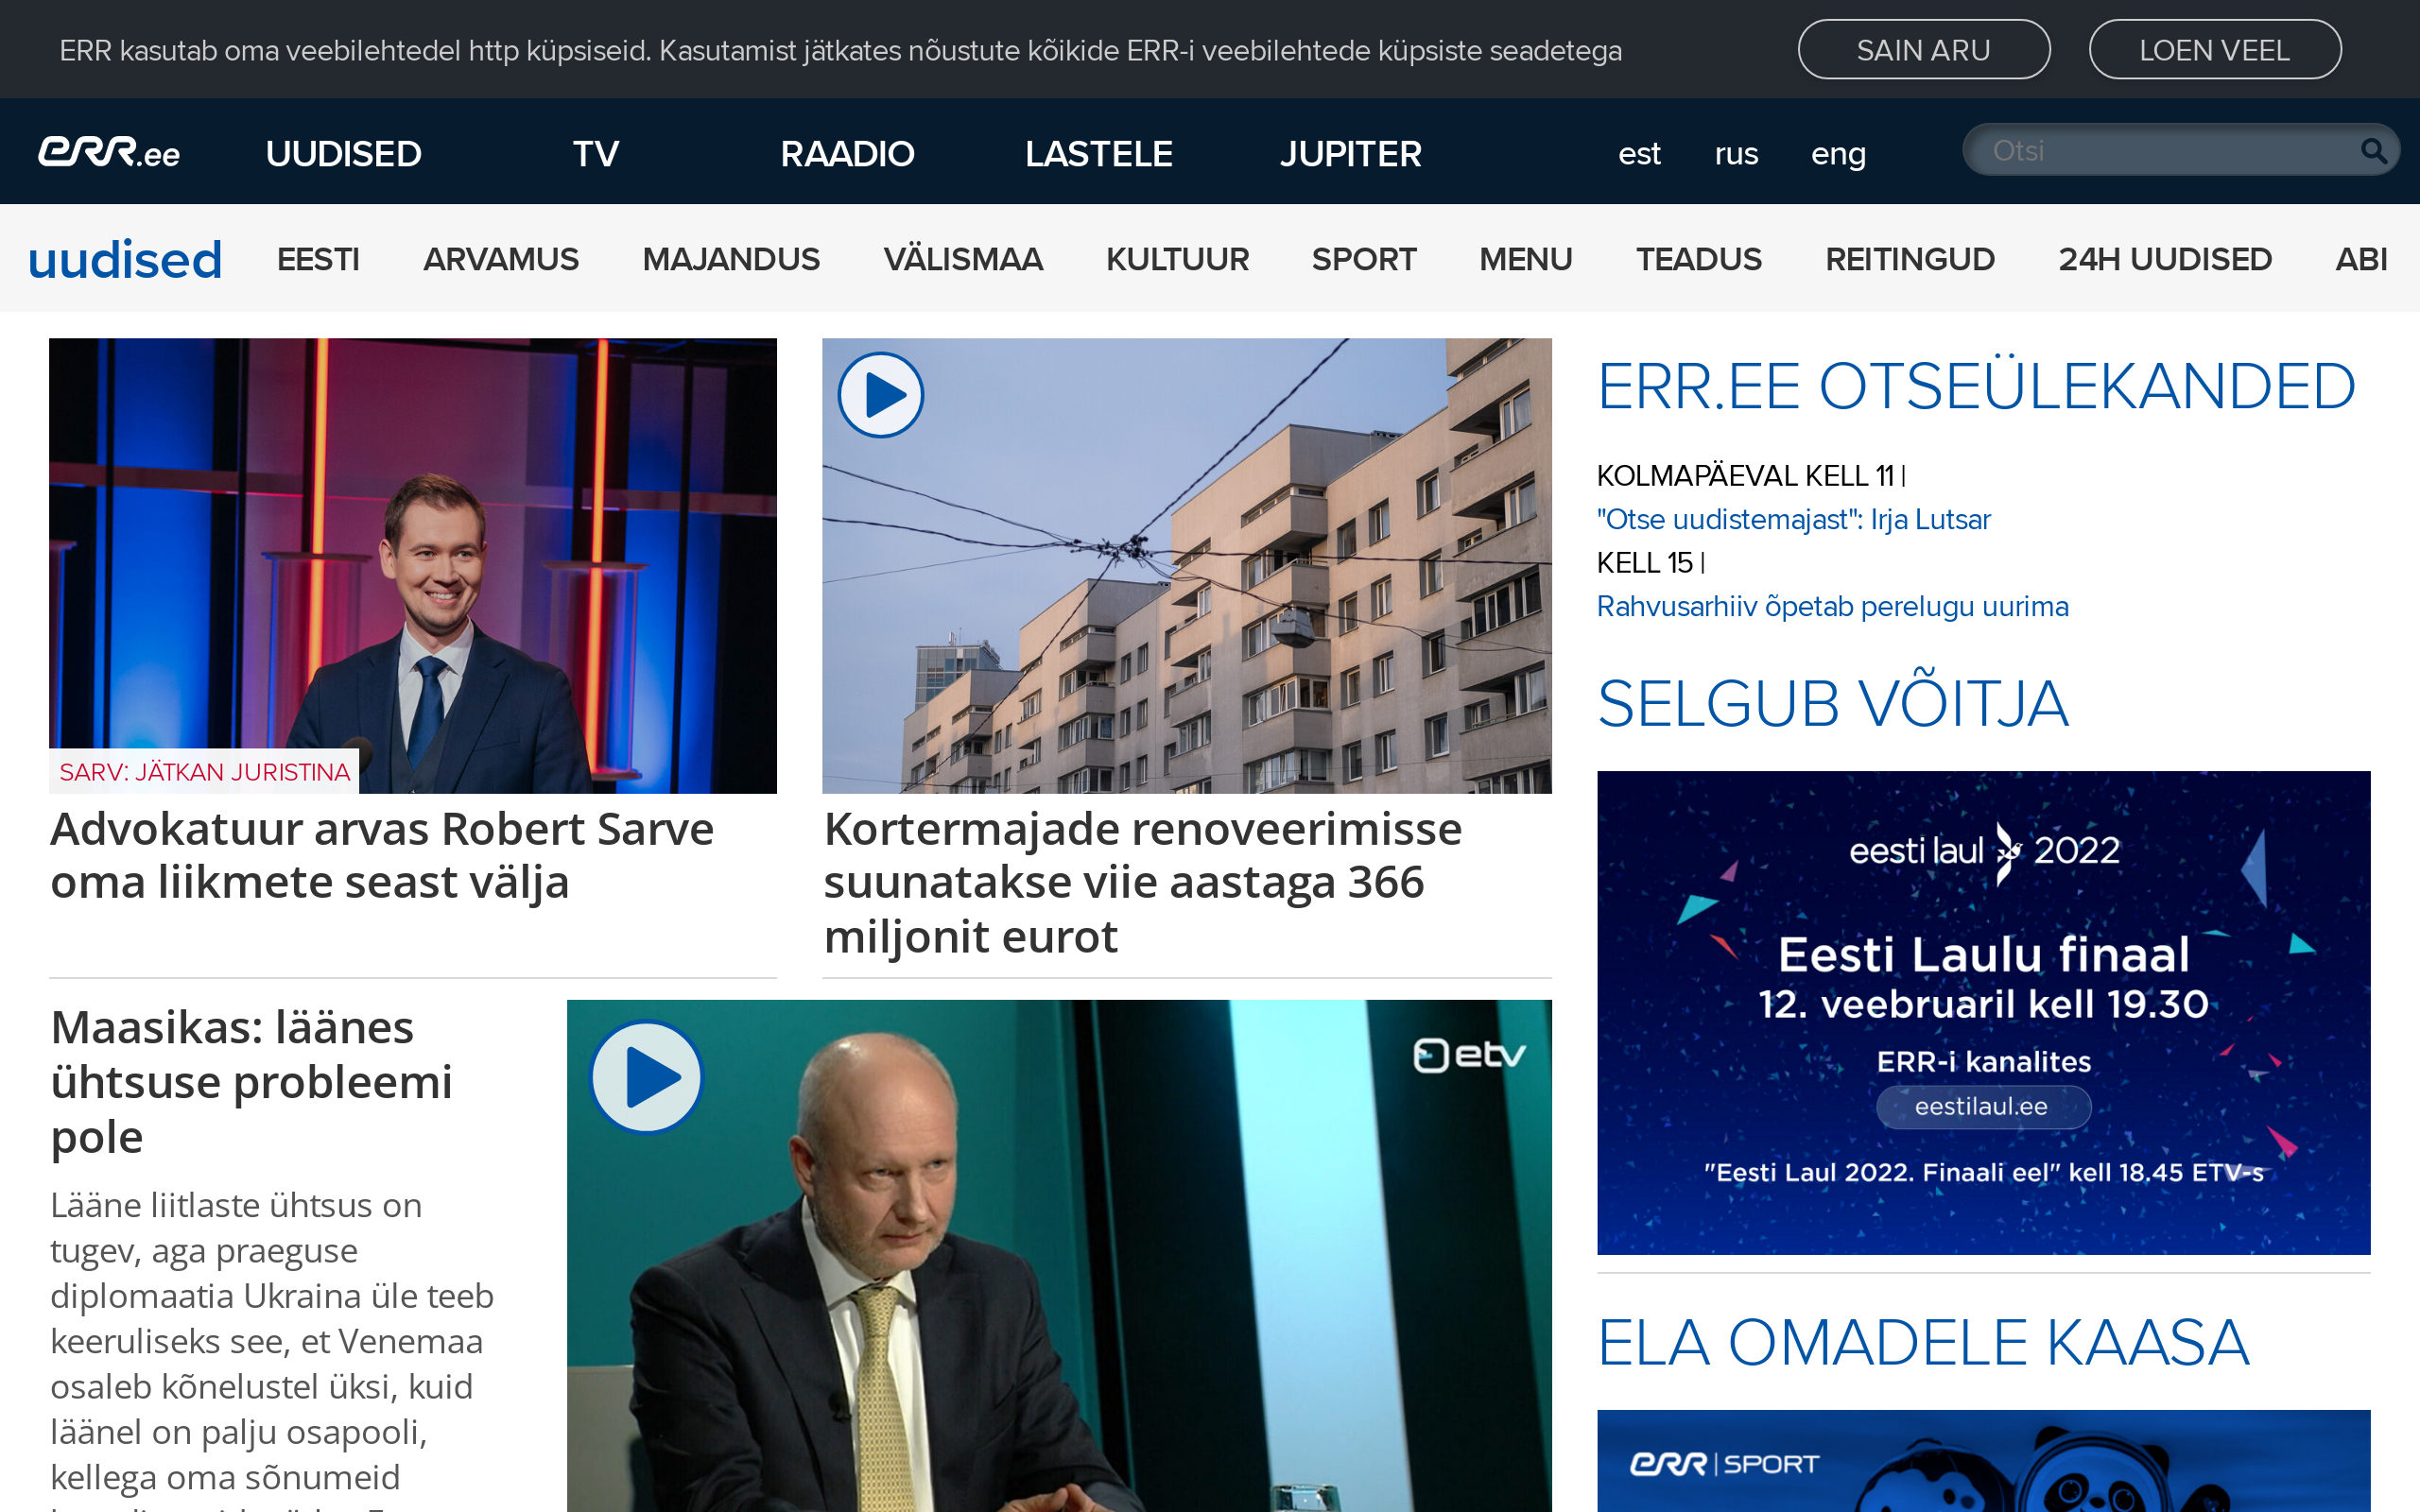 ERR kasutab oma veebilehtedel http küpsiseid. Kasutamist jätkates nõustute kõikide ERR-i veebilehtede küpsiste seadetega
SAIN ARU
LOEN VEEL
err.ee
UUDISED
TV
RAADIO
LASTELE
JUPITER
est
rus
eng
Otsi
uudised
EESTI
ARVAMUS
MAJANDUS
VÄLISMAA
KULTUUR
SPORT
MENU
TEADUS
REITINGUD
24H UUDISED
ABI
SARV: JÄTKAN JURISTINA
Advokatuur arvas Robert Sarve
oma liikmete seast välja
Kortermajade renoveerimisse
suunatakse viie aastaga 366
miljonit eurot
Maasikas: läänes
ühtsuse probleemi
pole
Lääne liitlaste ühtsus on
tugev, aga praeguse
diplomaatia Ukraina üle teeb
keeruliseks see, et Venemaa
osaleb kõnelustel üksi, kuid
läänel on palju osapooli,
kellega oma sõnumeid
etv
ERR.EE OTSEÜLEKANDED
KOLMAPÄEVAL KELL 11 |
"Otse uudistemajast": Irja Lutsar
KELL 15 |
Rahvusarhiiv õpetab perelugu uurima
SELGUB VÕITJA
eesti laul 2022
Eesti Laulu finaal
12. veebruaril kell 19.30
ERR-i kanalites
eestilaul.ee
"Eesti Laul 2022. Finaali eel" kell 18.45 ETV-s
ELA OMADELE KAASA
err | SPORT